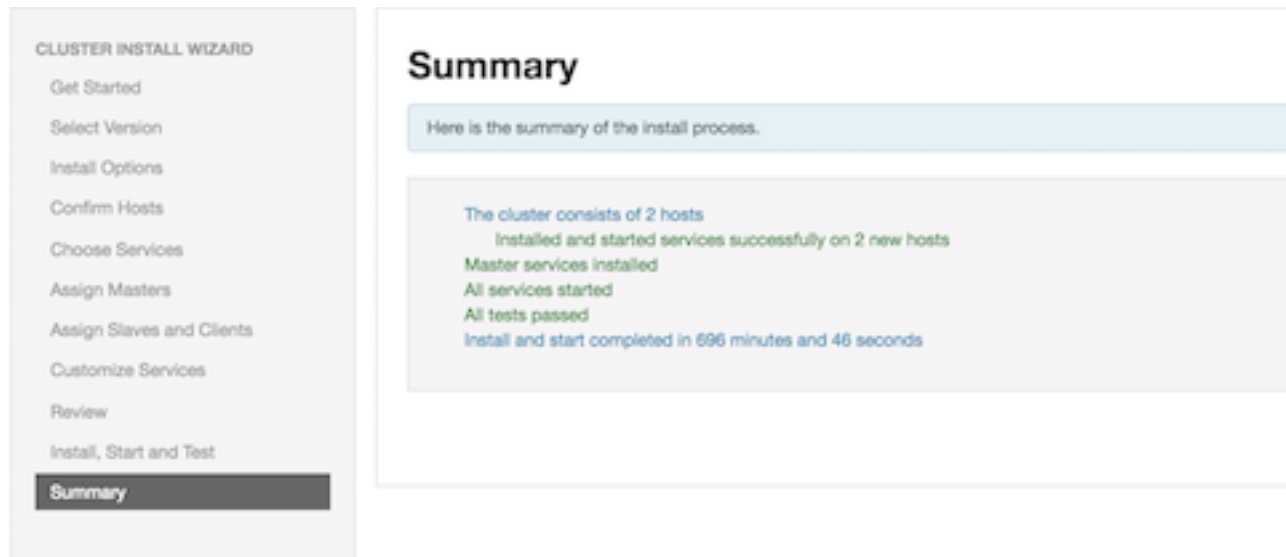 CLUSTER INSTALL WIZARD
Get Started
Select Version
Install Options
Confirm Hosts
Choose Services
Assign Masters
Assign Slaves and Clients
Customize Services
Review
Install, Start and Test
Summary
Summary
Here is the summary of the install process.
The cluster consists of 2 hosts
Installed and started services successfully on 2 new hosts
Master services installed
All services started
All tests passed
Install and start completed in 696 minutes and 46 seconds